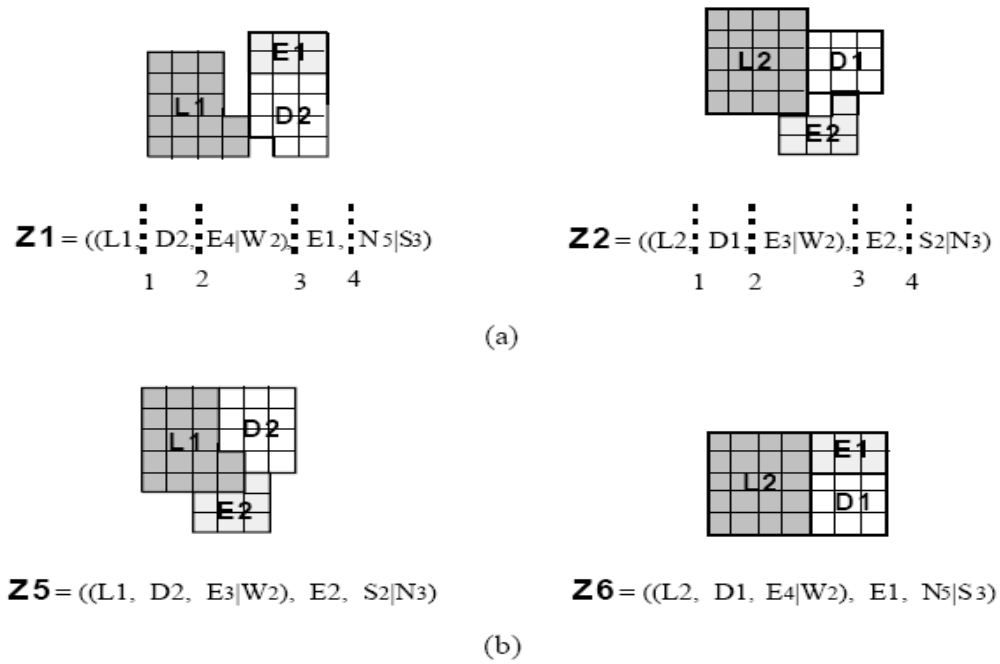 E1
L1
D2
L2
D1
E2
Z1 = ((L1, D2, E4|W2), E1, N5|S3)
1 2 3 4
Z2 = ((L2, D1, E3|W2), E2, S2|N3)
1 2 3 4
(a)
L1
D2
E2
E1
L2
D1
Z5 = ((L1, D2, E3|W2), E2, S2|N3)
Z6 = ((L2, D1, E4|W2), E1, N5|S3)
(b)